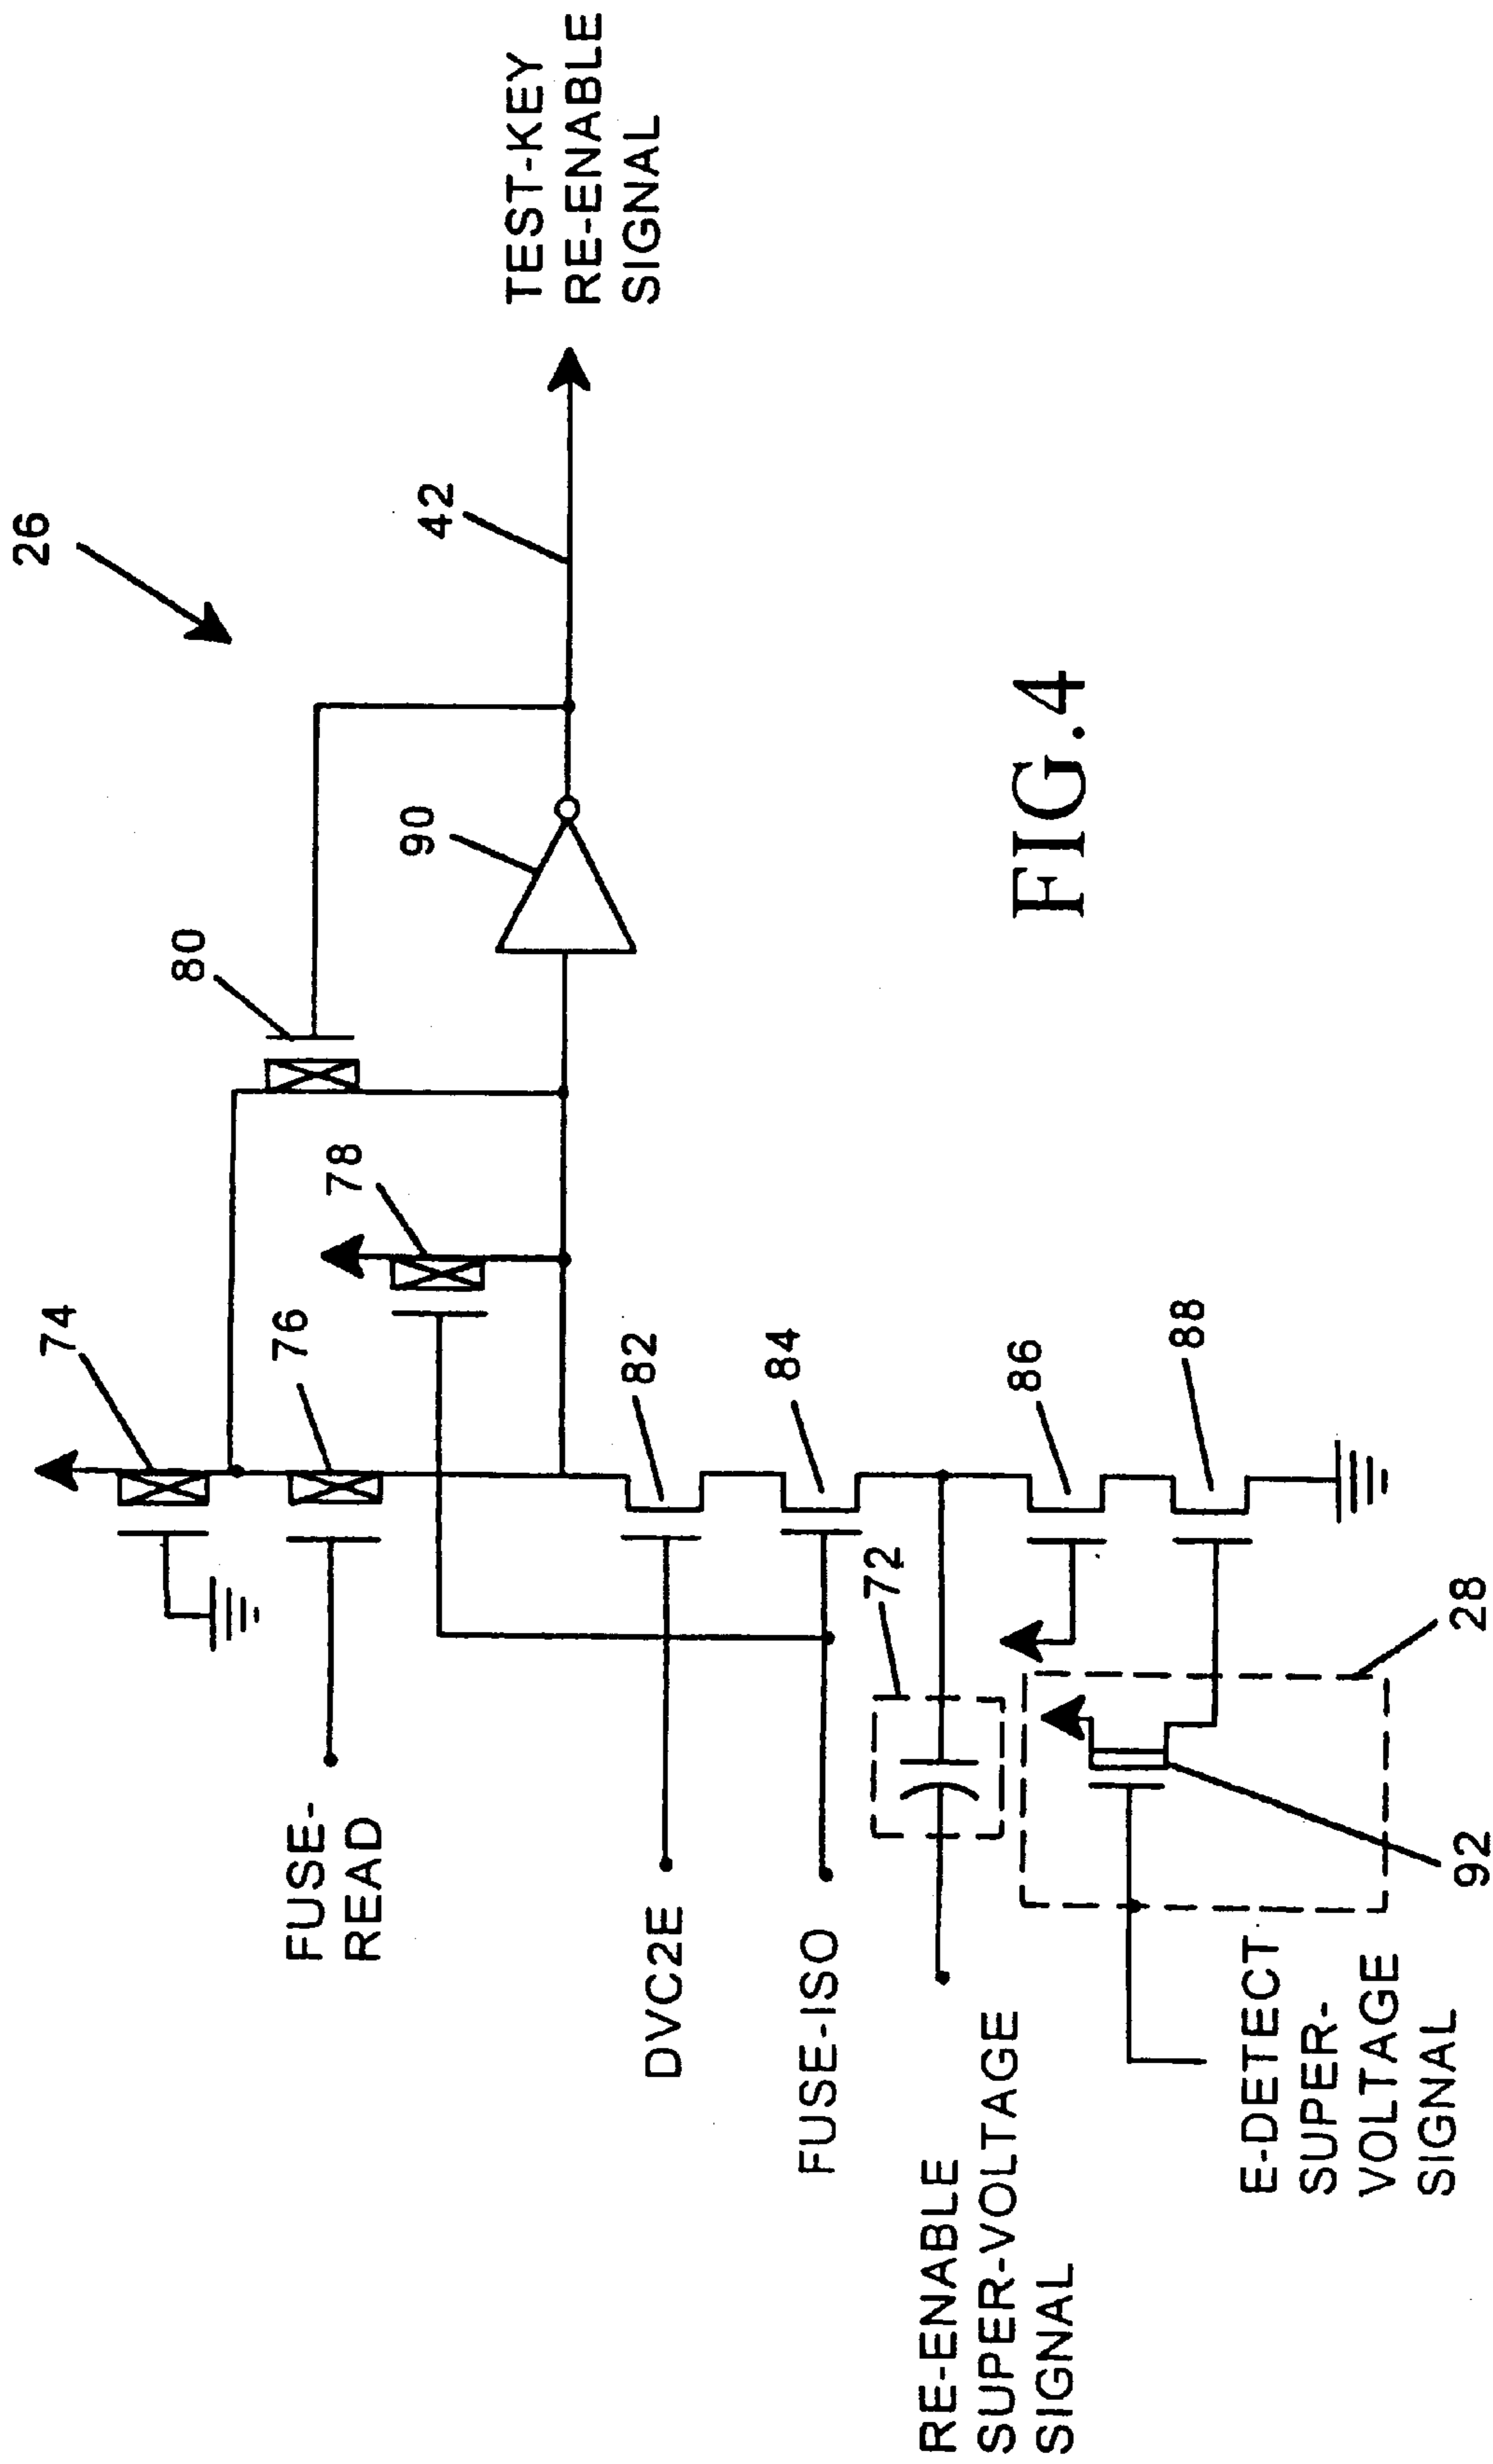 26
74
76
78
80
90
42
TEST-KEY
RE-ENABLE
SIGNAL
FUSE-
READ
82
DVC2E
84
FUSE-ISO
72
RE-ENABLE
SUPER-VOLTAGE
SIGNAL
86
88
28
92
E-DETECT
SUPER-
VOLTAGE
SIGNAL
FIG.4